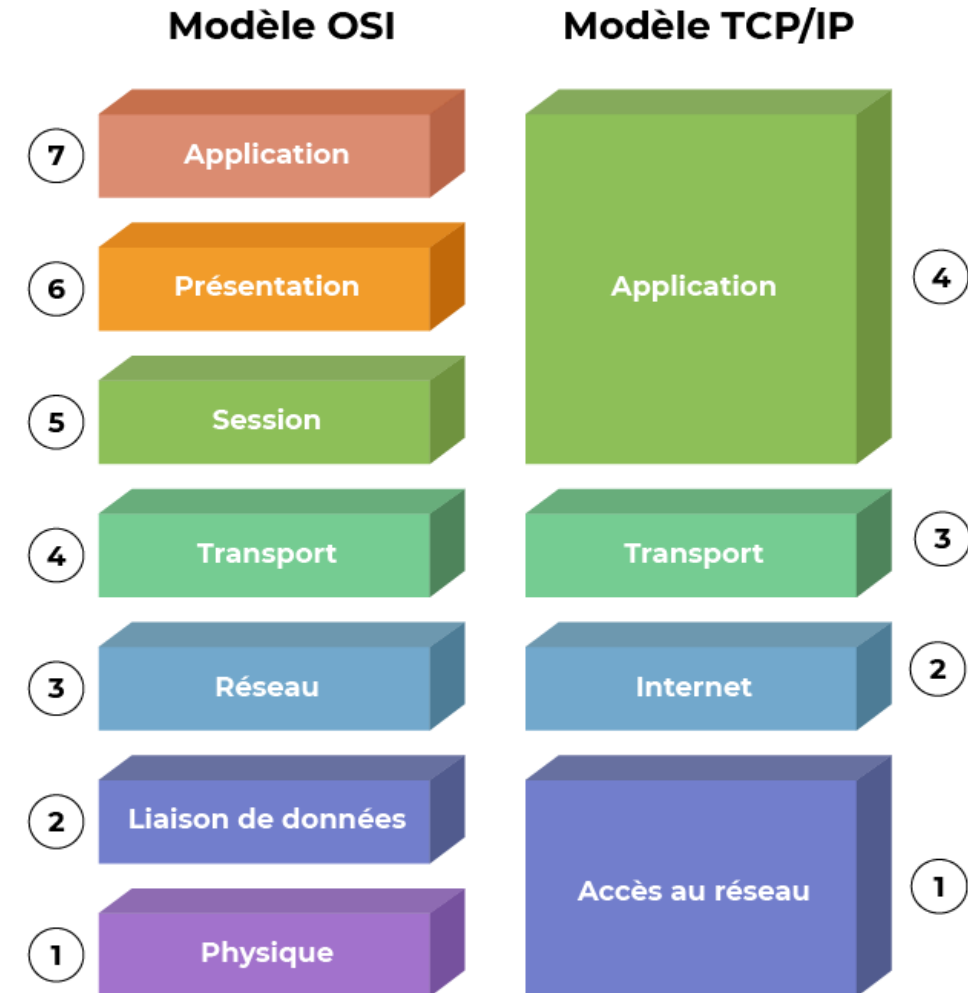 Modèle OSI
Modèle TCP/IP
7
Application
6
Présentation
5
Session
4
Transport
3
Réseau
2
Liaison de données
1
Physique
Application
4
Transport
3
Internet
2
Accès au réseau
1